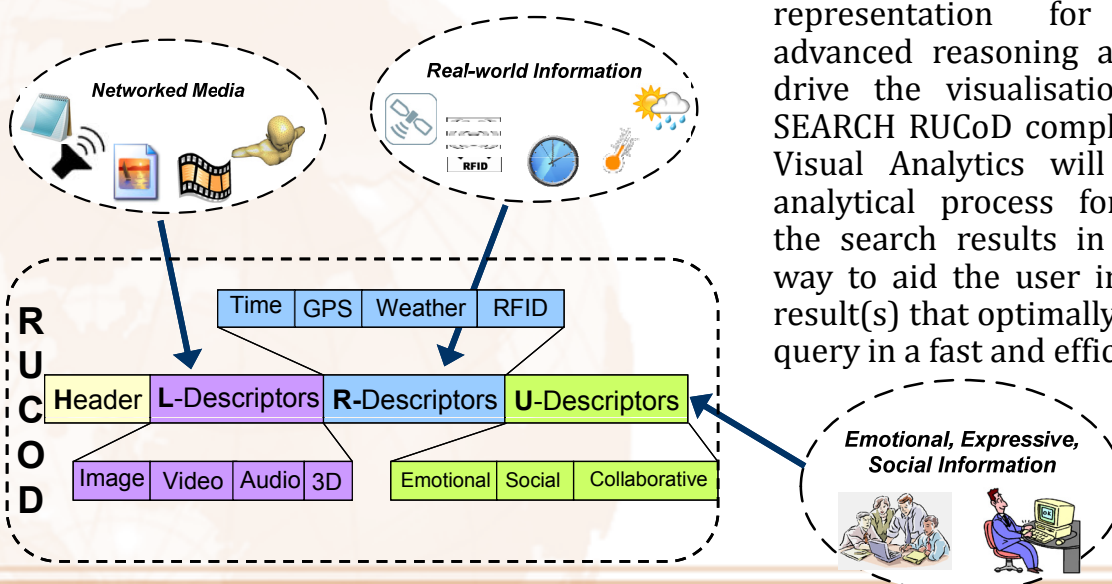 representation for
advanced reasoning a
drive the visualisatio
SEARCH RUCoD compl
Visual Analytics will
analytical process for
the search results in
way to aid the user in
result(s) that optimally
query in a fast and effic
Networked Media
Real-world Information
RFID
RUCOD
Time GPS Weather RFID
Header L-Descriptors R-Descriptors U-Descriptors
Image Video Audio 3D
Emotional Social Collaborative
Emotional, Expressive,
Social Information